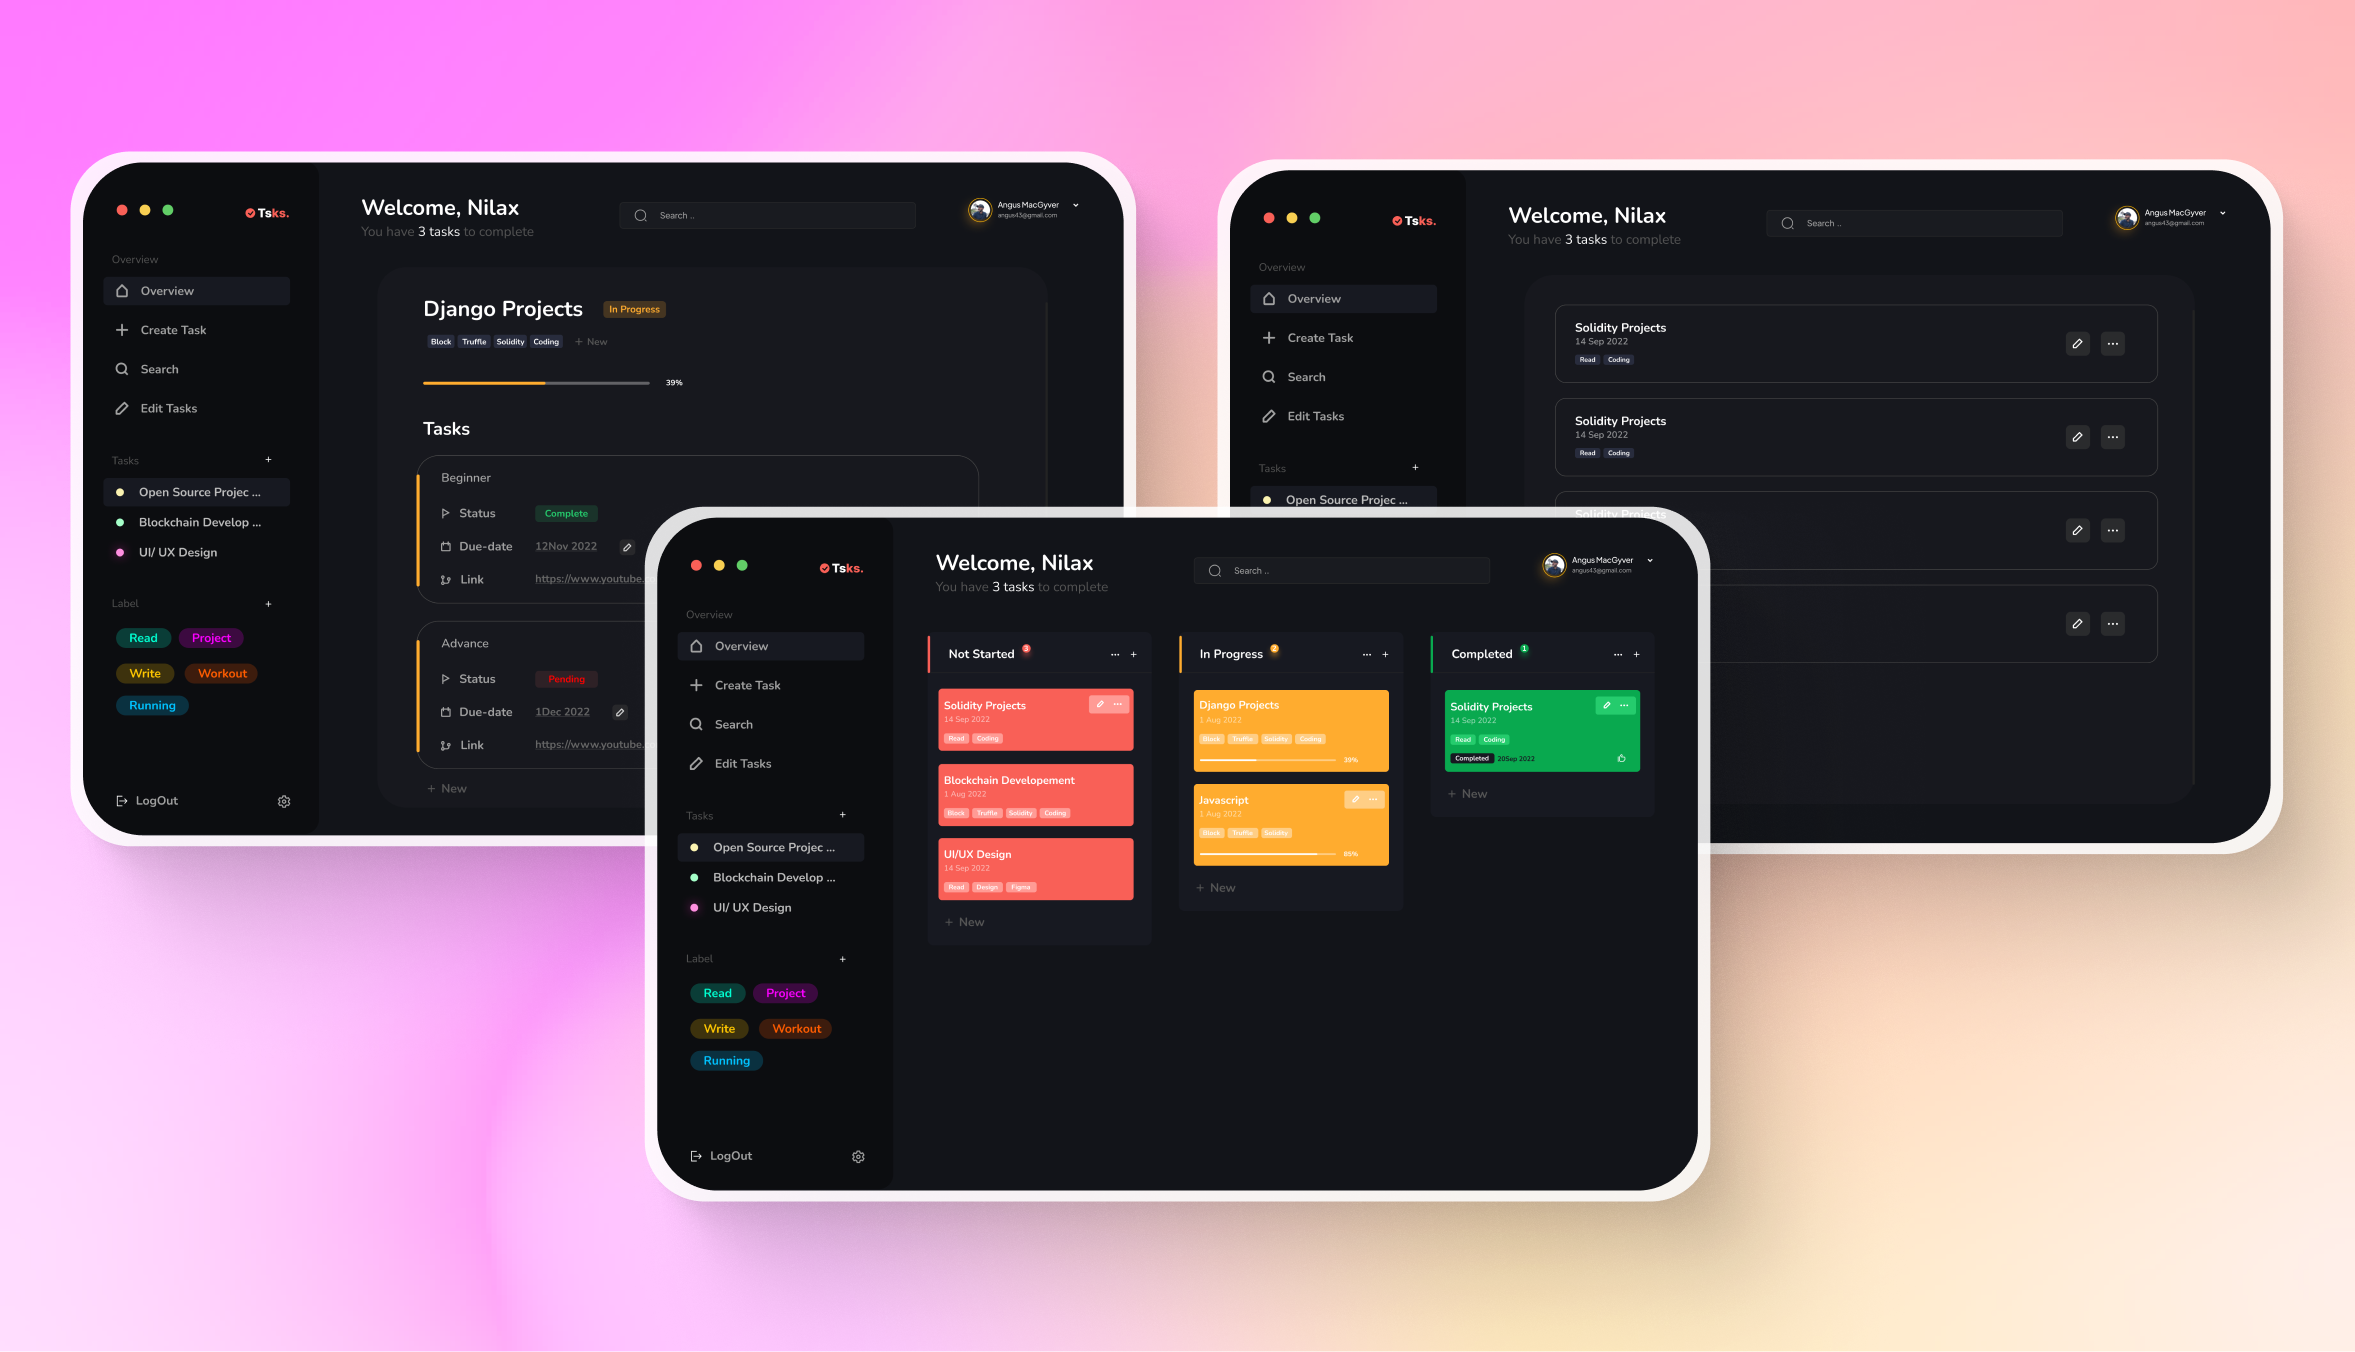 Tsks.
Overview
Overview
Create Task
Search
Edit Tasks
Tasks +
Open Source Projec ...
Blockchain Develop ...
UI/ UX Design
Label +
Read Project
Write Workout
Running
LogOut
Welcome, Nilax
You have 3 tasks to complete
Search ..
Angus MacGyver
angus43@gmail.com
Django Projects In Progress
Block Truffle Solidity Coding + New
39%
Tasks
Beginner
Status Complete
Due-date 12Nov 2022
Link https://www.youtube.
Advance
Status Pending
Due-date 1Dec 2022
Link https://www.youtube.
+ New
Tsks.
Overview
Overview
Create Task
Search
Edit Tasks
Tasks +
Open Source Projec ...
Welcome, Nilax
You have 3 tasks to complete
Search ..
Angus MacGyver
angus43@gmail.com
Solidity Projects
14 Sep 2022
Read Coding
Solidity Projects
14 Sep 2022
Read Coding
Solidity Projects
Tsks.
Overview
Overview
Create Task
Search
Edit Tasks
Tasks +
Open Source Projec ...
Blockchain Develop ...
UI/ UX Design
Label +
Read Project
Write Workout
Running
LogOut
Welcome, Nilax
You have 3 tasks to complete
Search ..
Angus MacGyver
angus43@gmail.com
Not Started 3 ... +
Solidity Projects
14 Sep 2022
Read Coding
Blockchain Developement
1 Aug 2022
Block Truffle Solidity Coding
UI/UX Design
14 Sep 2022
Read Design Figma
+ New
In Progress 2 ... +
Django Projects
1 Aug 2022
Block Truffle Solidity Coding
39%
Javascript
1 Aug 2022
Block Truffle Solidity
85%
+ New
Completed 1 ... +
Solidity Projects
14 Sep 2022
Read Coding
Completed 20Sep 2022
+ New